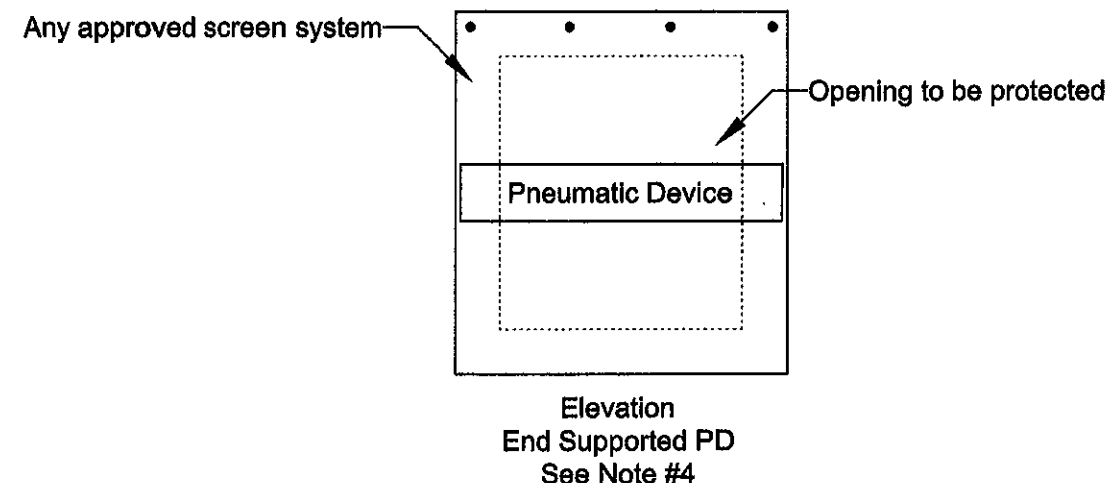 Any approved screen system
Opening to be protected
Pneumatic Device
Elevation
End Supported PD
See Note #4